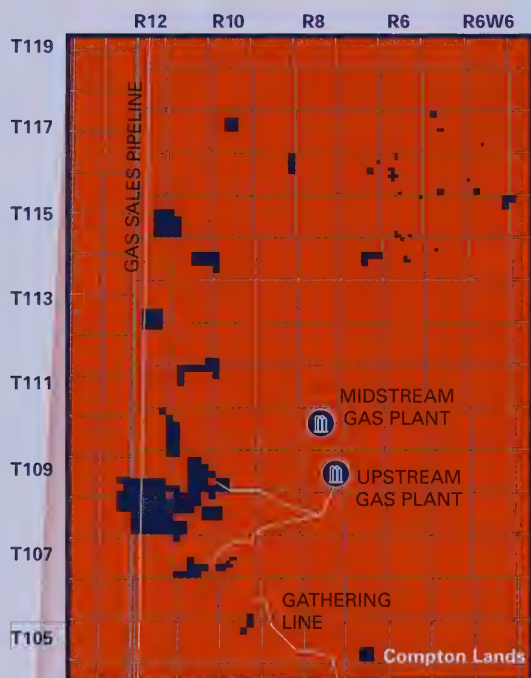 R12 R10 R8 R6 R6W6
T119
T117
T115
T113
T111
T109
T107
T105
GAS SALES PIPELINE
MIDSTREAM
GAS PLANT
UPSTREAM
GAS PLANT
GATHERING
LINE
Compton Lands